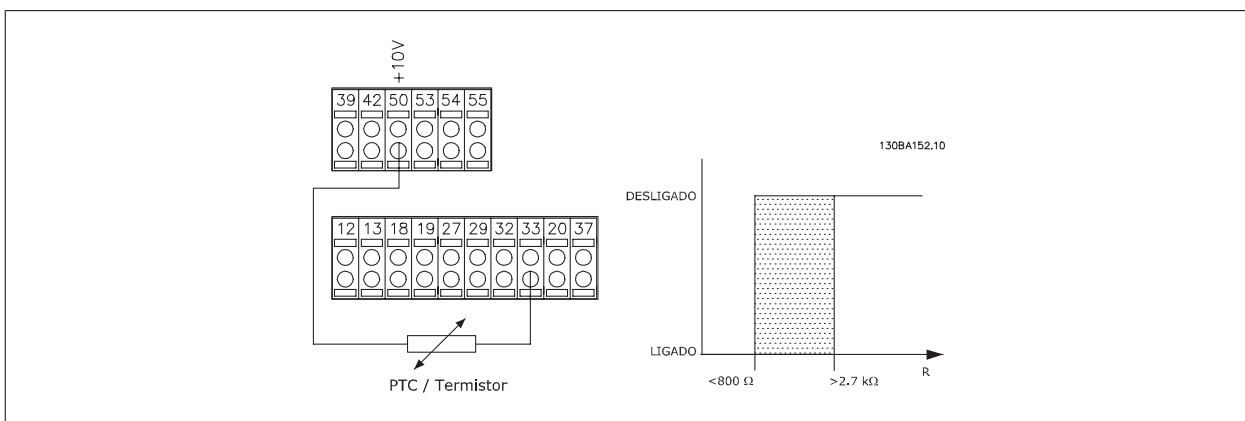 +10V
39 42 50 53 54 55
130BA152.10
DESLIGADO
12 13 18 19 27 29 32 33 20 37
LIGADO
R
<800 Ω >2.7 kΩ
PTC / Termistor